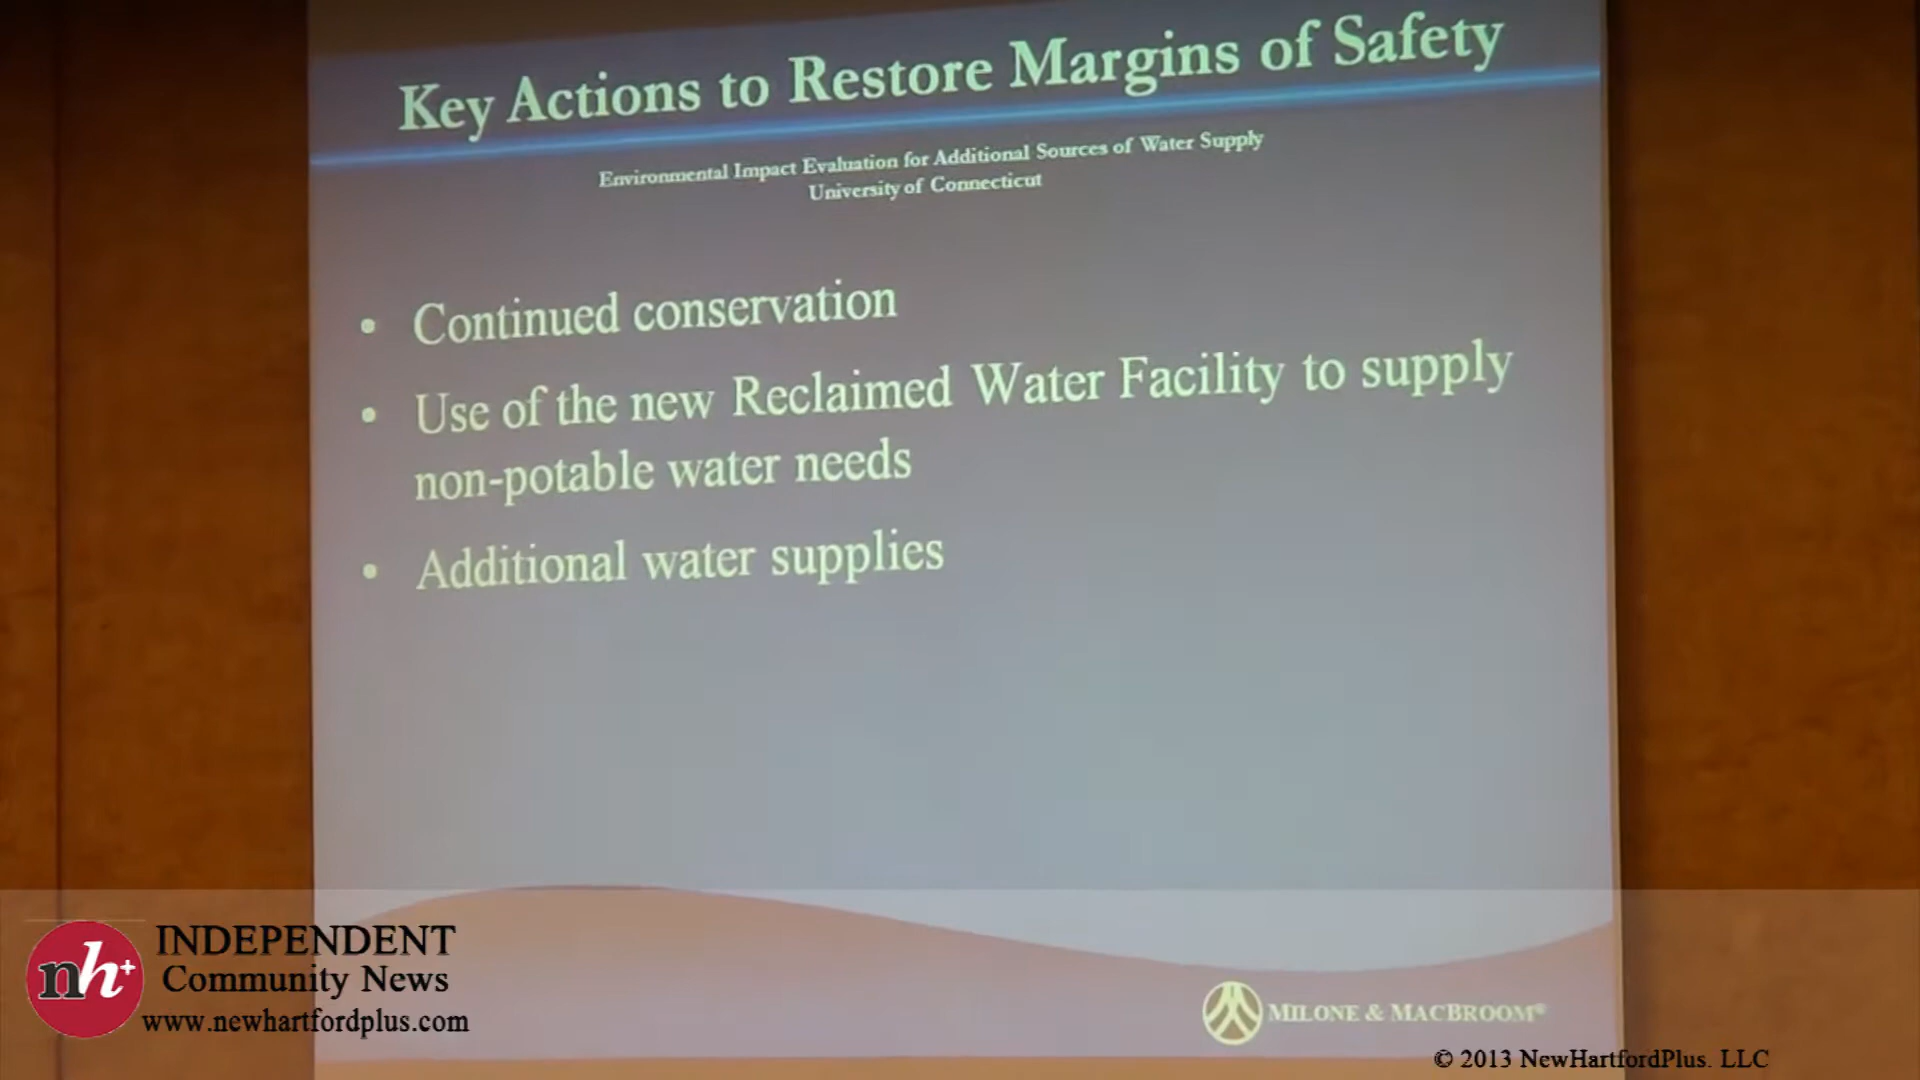 Key Actions to Restore Margins of Safety
Environmental Impact Evaluation for Additional Sources of Water Supply
University of Connecticut
• Continued conservation
• Use of the new Reclaimed Water Facility to supply
non-potable water needs
• Additional water supplies
MILONE & MACBROOM®
nh+
INDEPENDENT
Community News
www.newhartfordplus.com
© 2013 NewHartfordPlus. LLC